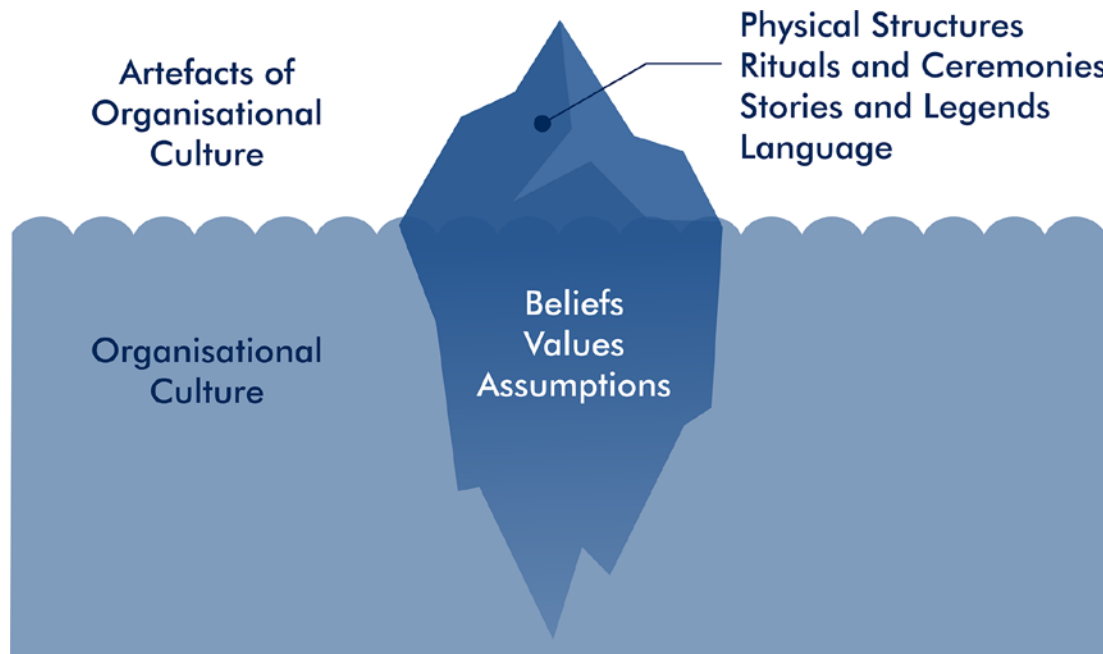 Artefacts of
Organisational
Culture
Physical Structures
Rituals and Ceremonies
Stories and Legends
Language
Organisational
Culture
Beliefs
Values
Assumptions